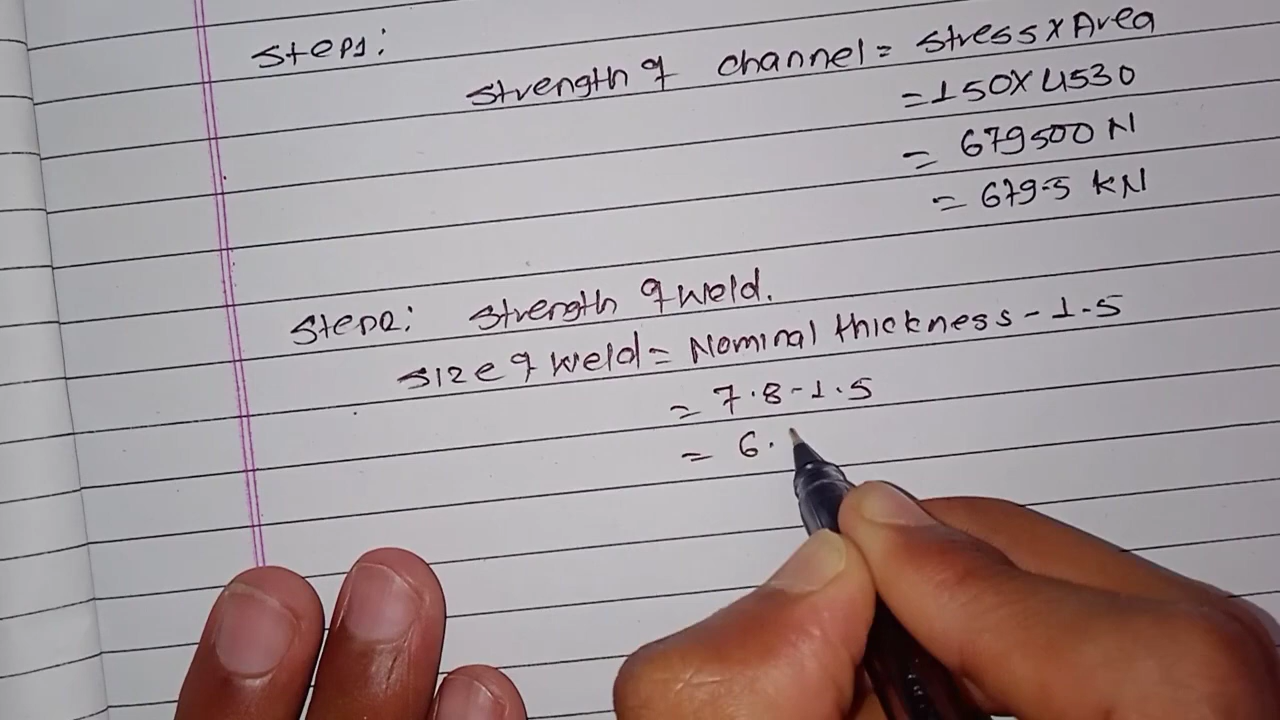 Step1:
Strength of channel = Stress x Area
= 150 x 4530
= 679500 N
= 679.5 kN
Step2: Strength of weld.
Size of weld = Nominal thickness - 1.5
= 7.8 - 1.5
= 6.